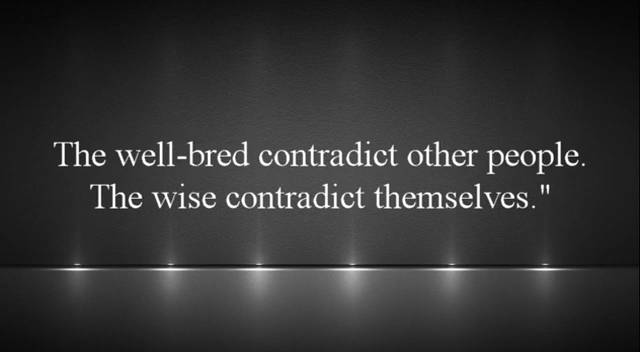 The well-bred contradict other people.
The wise contradict themselves."